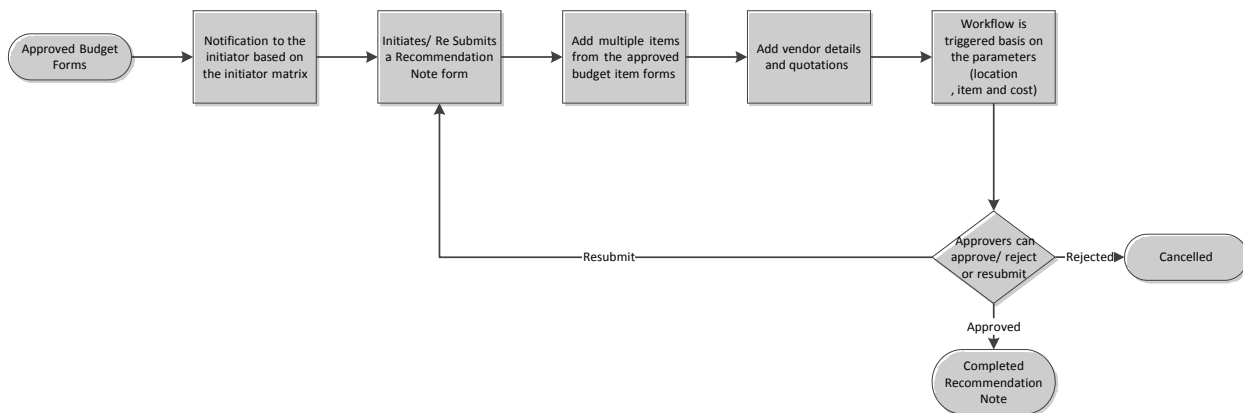 Approved Budget
Forms
Notification to the
initiator based on
the initiator matrix
Initiates/ Re Submits
a Recommendation
Note form
Add multiple items
from the approved
budget item forms
Add vendor details
and quotations
Workflow is
triggered basis on
the parameters
(location
, item and cost)
Approvers can
approve/ reject
or resubmit
Resubmit
Rejected
Cancelled
Approved
Completed
Recommendation
Note